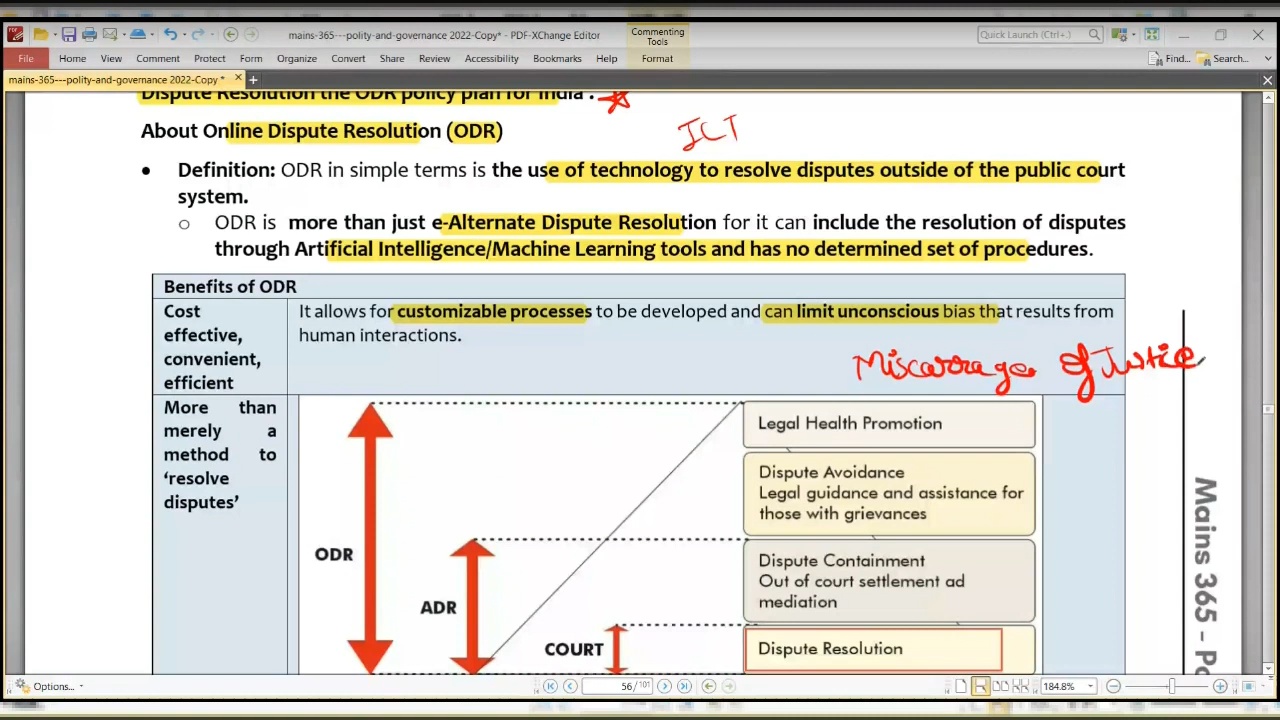 mains-365---polity-and-governance 2022-Copy* - PDF-XChange Editor
Commenting
Tools
Quick Launch (Ctrl+.)
File
Home
View
Comment
Protect
Form
Organize
Convert
Share
Review
Accessibility
Bookmarks
Help
Format
Find...
Search...
mains-365---polity-and-governance 2022-Copy *
Dispute Resolution the ODR policy plan for India'.
About Online Dispute Resolution (ODR)
ICT
• Definition: ODR in simple terms is the use of technology to resolve disputes outside of the public court
system.
o ODR is more than just e-Alternate Dispute Resolution for it can include the resolution of disputes
through Artificial Intelligence/Machine Learning tools and has no determined set of procedures.
Benefits of ODR
Cost
effective,
convenient,
efficient
It allows for customizable processes to be developed and can limit unconscious bias that results from
human interactions.
Miscarrage of Justice
More than
merely a
method to
'resolve
disputes'
Legal Health Promotion
Dispute Avoidance
Legal guidance and assistance for
those with grievances
ODR
Dispute Containment
Out of court settlement ad
mediation
ADR
COURT
Dispute Resolution
Mains 365 - Po
Options...
56 /101
184.8%